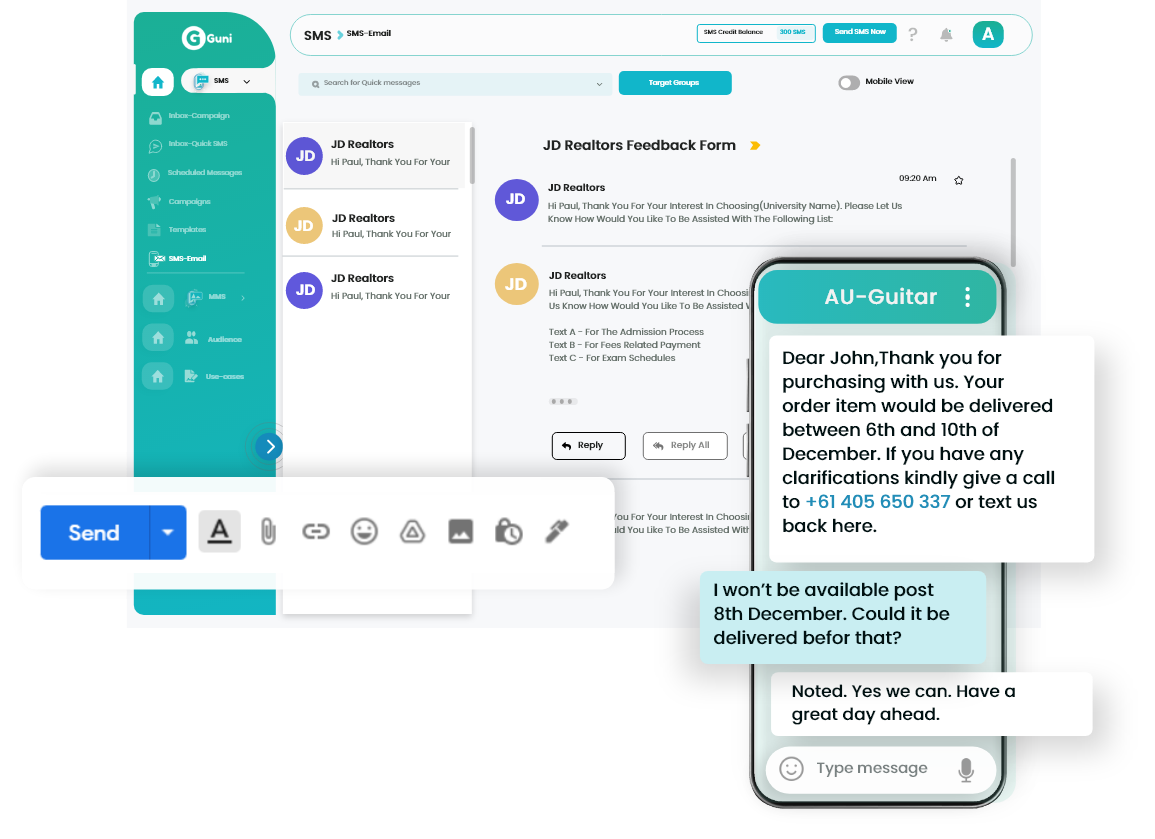 Guni
SMS
Inbox-Campaign
Inbox-Quick SMS
Scheduled Messages
Campaigns
Templates
SMS-Email
MMS
Audience
Use-cases
SMS SMS-Email
SMS Credit Balance 300 SMS
Send SMS Now
?
A
Search for Quick messages
Target Groups
Mobile View
JD
JD Realtors
Hi Paul, Thank You For Your
JD
JD Realtors
Hi Paul, Thank You For Your
JD
JD Realtors
Hi Paul, Thank You For Your
JD Realtors Feedback Form
09:20 Am
JD
JD Realtors
Hi Paul, Thank You For Your Interest In Choosing(University Name). Please Let Us
Know How Would You Like To Be Assisted With The Following List:
JD
JD Realtors
Hi Paul, Thank You For Your Interest In Choosi
Us Know How Would You Like To Be Assisted
Text A - For The Admission Process
Text B - For Fees Related Payment
Text C - For Exam Schedules
Reply
Reply All
You For Your Interest In Choosi
ld You Like To Be Assisted With
Send
A
AU-Guitar
Dear John,Thank you for
purchasing with us. Your
order item would be delivered
between 6th and 10th of
December. If you have any
clarifications kindly give a call
to +61 405 650 337 or text us
back here.
I won't be available post
8th December. Could it be
delivered befor that?
Noted. Yes we can. Have a
great day ahead.
Type message